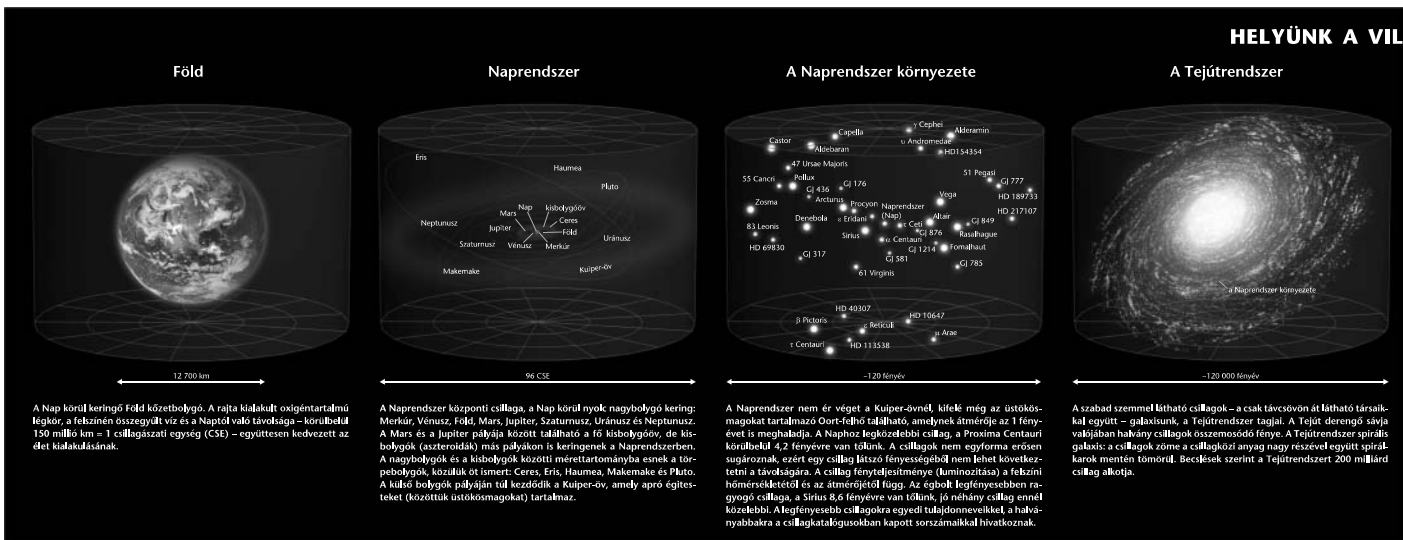 HELYÜNK A VIL
Föld
Naprendszer
A Naprendszer környezete
A Tejútrendszer
Eris
Haumea
Pluto
Nap
kisbolygóöv
Mars
Ceres
Neptunusz
Jupiter
Föld
Szaturnusz
Vénusz
Merkúr
Uránusz
Makemake
Kuiper-öv
γ Cephei
Capella
Alderamin
Castor
Aldebaran
υ Andromedae
HD154354
47 Ursae Majoris
55 Cancri
Pollux
GJ 436
GJ 176
51 Pegasi
GJ 777
HD 189733
Arcturus
Procyon
Vega
Zosma
ε Eridani
Naprendszer
(Nap)
HD 217107
Denebola
τ Ceti
Altair
GJ 849
83 Leonis
Sirius
GJ 876
Rasalhague
HD 69830
α Centauri
GJ 1214
Fomalhaut
GJ 317
GJ 581
61 Virginis
GJ 785
HD 40307
HD 10647
β Pictoris
ε Reticuli
μ Arae
τ Centauri
HD 113538
a Naprendszer környezete
12 700 km
96 CSE
~120 fényév
~120 000 fényév
A Nap körül keringő Föld kőzetbolygó. A rajta kialakult oxigéntartalmú
légkör, a felszínén összegyűlt víz és a Naptól való távolsága – körülbelül
150 millió km = 1 csillagászati egység (CSE) – együttesen kedvezett az
élet kialakulásának.
A Naprendszer központi csillaga, a Nap körül nyolc nagybolygó kering:
Merkúr, Vénusz, Föld, Mars, Jupiter, Szaturnusz, Uránusz és Neptunusz.
A Mars és a Jupiter pályája között található a fő kisbolygóöv, de kis-
bolygók (aszteroidák) más pályákon is keringenek a Naprendszerben.
A nagybolygók és a kisbolygók közötti mérettartományba esnek a tör-
pebolygók, közülük öt ismert: Ceres, Eris, Haumea, Makemake és Pluto.
A külső bolygók pályáján túl kezdődik a Kuiper-öv, amely apró égites-
teket (közöttük üstökösmagokat) tartalmaz.
A Naprendszer nem ér véget a Kuiper-övnél, kifelé még az üstökös-
magokat tartalmazó Oort-felhő található, amelynek átmérője az 1 fény-
évet is meghaladja. A Naphoz legközelebbi csillag, a Proxima Centauri
körülbelül 4,2 fényévre van tőlünk. A csillagok nem egyforma erősen
sugároznak, ezért egy csillag látszó fényességéből nem lehet következ-
tetni a távolságára. A csillag fényteljesítménye (luminozitása) a felszíni
hőmérsékletétől és az átmérőjétől függ. Az égbolt legfényesebben ra-
gyogó csillaga, a Sirius 8,6 fényévre van tőlünk, jó néhány csillag ennél
közelebbi. A legfényesebb csillagokra egyedi tulajdonneveikkel, a halvá-
nyabbakra a csillagkatalógusokban kapott sorszámaikkal hivatkoznak.
A szabad szemmel látható csillagok – a csak távcsövön át látható társaik-
kal együtt – galaxisunk, a Tejútrendszer tagjai. A Tejút derengő sávja
valójában halvány csillagok összemosódó fénye. A Tejútrendszer spirális
galaxis: a csillagok zöme a csillagközi anyag nagy részével együtt spirál-
karok mentén tömörül. Becslések szerint a Tejútrendszert 200 milliárd
csillag alkotja.